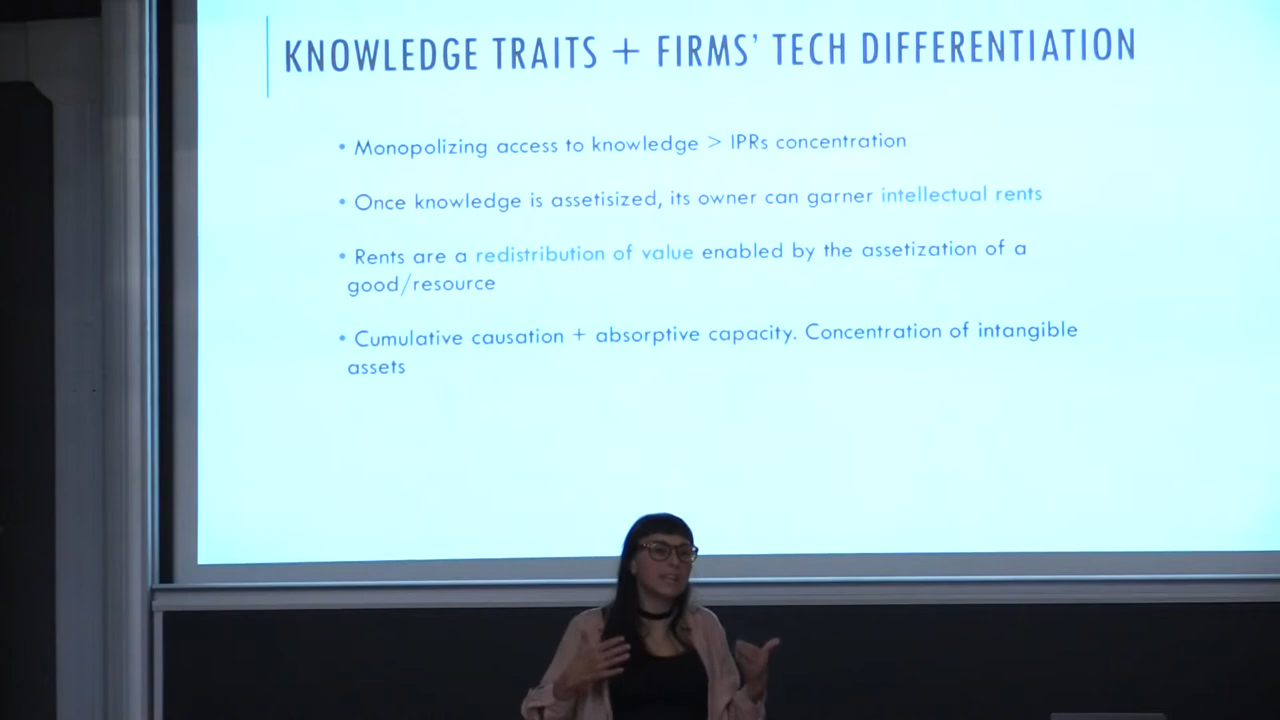 KNOWLEDGE TRAITS + FIRMS' TECH DIFFERENTIATION
• Monopolizing access to knowledge > IPRs concentration
• Once knowledge is assetisized, its owner can garner intellectual rents
• Rents are a redistribution of value enabled by the assetization of a
good/resource
• Cumulative causation + absorptive capacity. Concentration of intangible
assets